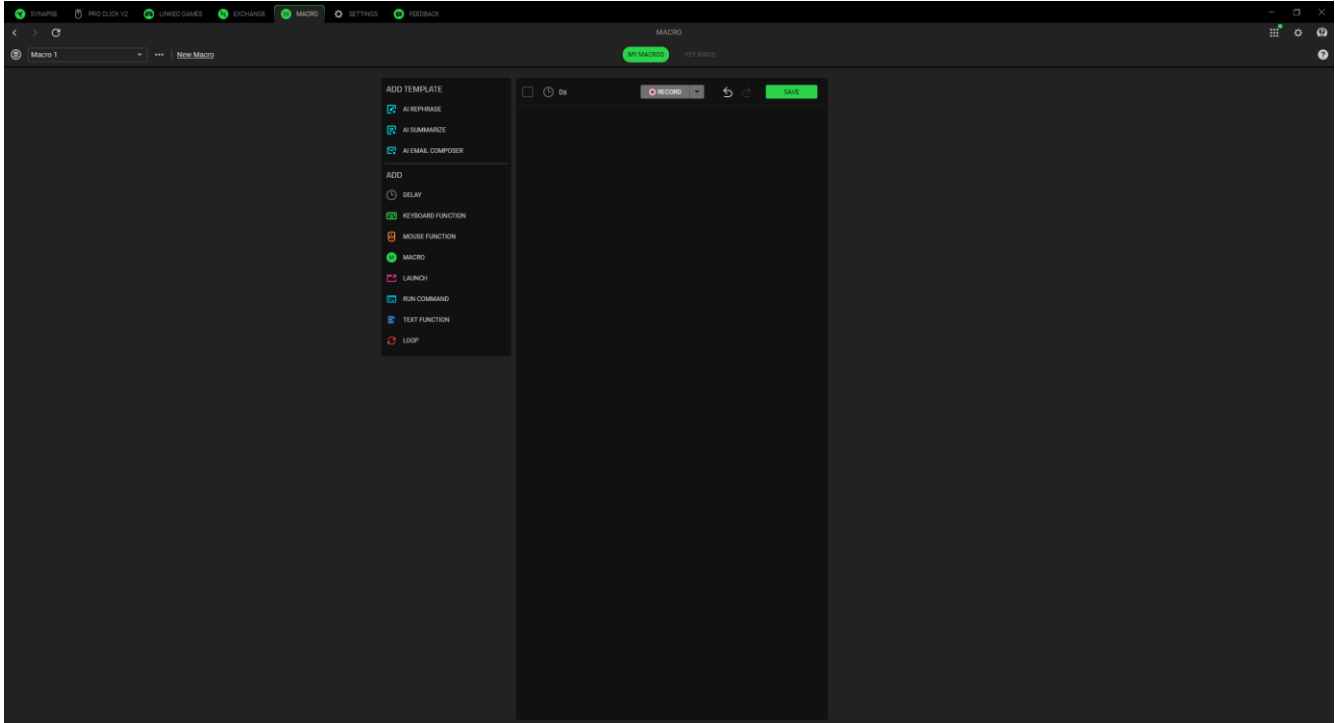 SYNAPSE PRO CLICK V2 LINKED GAMES EXCHANGE MACRO SETTINGS FEEDBACK
MACRO
Macro 1 New Macro MY MACROS KEY BINDS
ADD TEMPLATE
AI REPHRASE
AI SUMMARIZE
AI EMAIL COMPOSER
ADD
DELAY
KEYBOARD FUNCTION
MOUSE FUNCTION
MACRO
LAUNCH
RUN COMMAND
TEXT FUNCTION
LOOP
0s RECORD SAVE